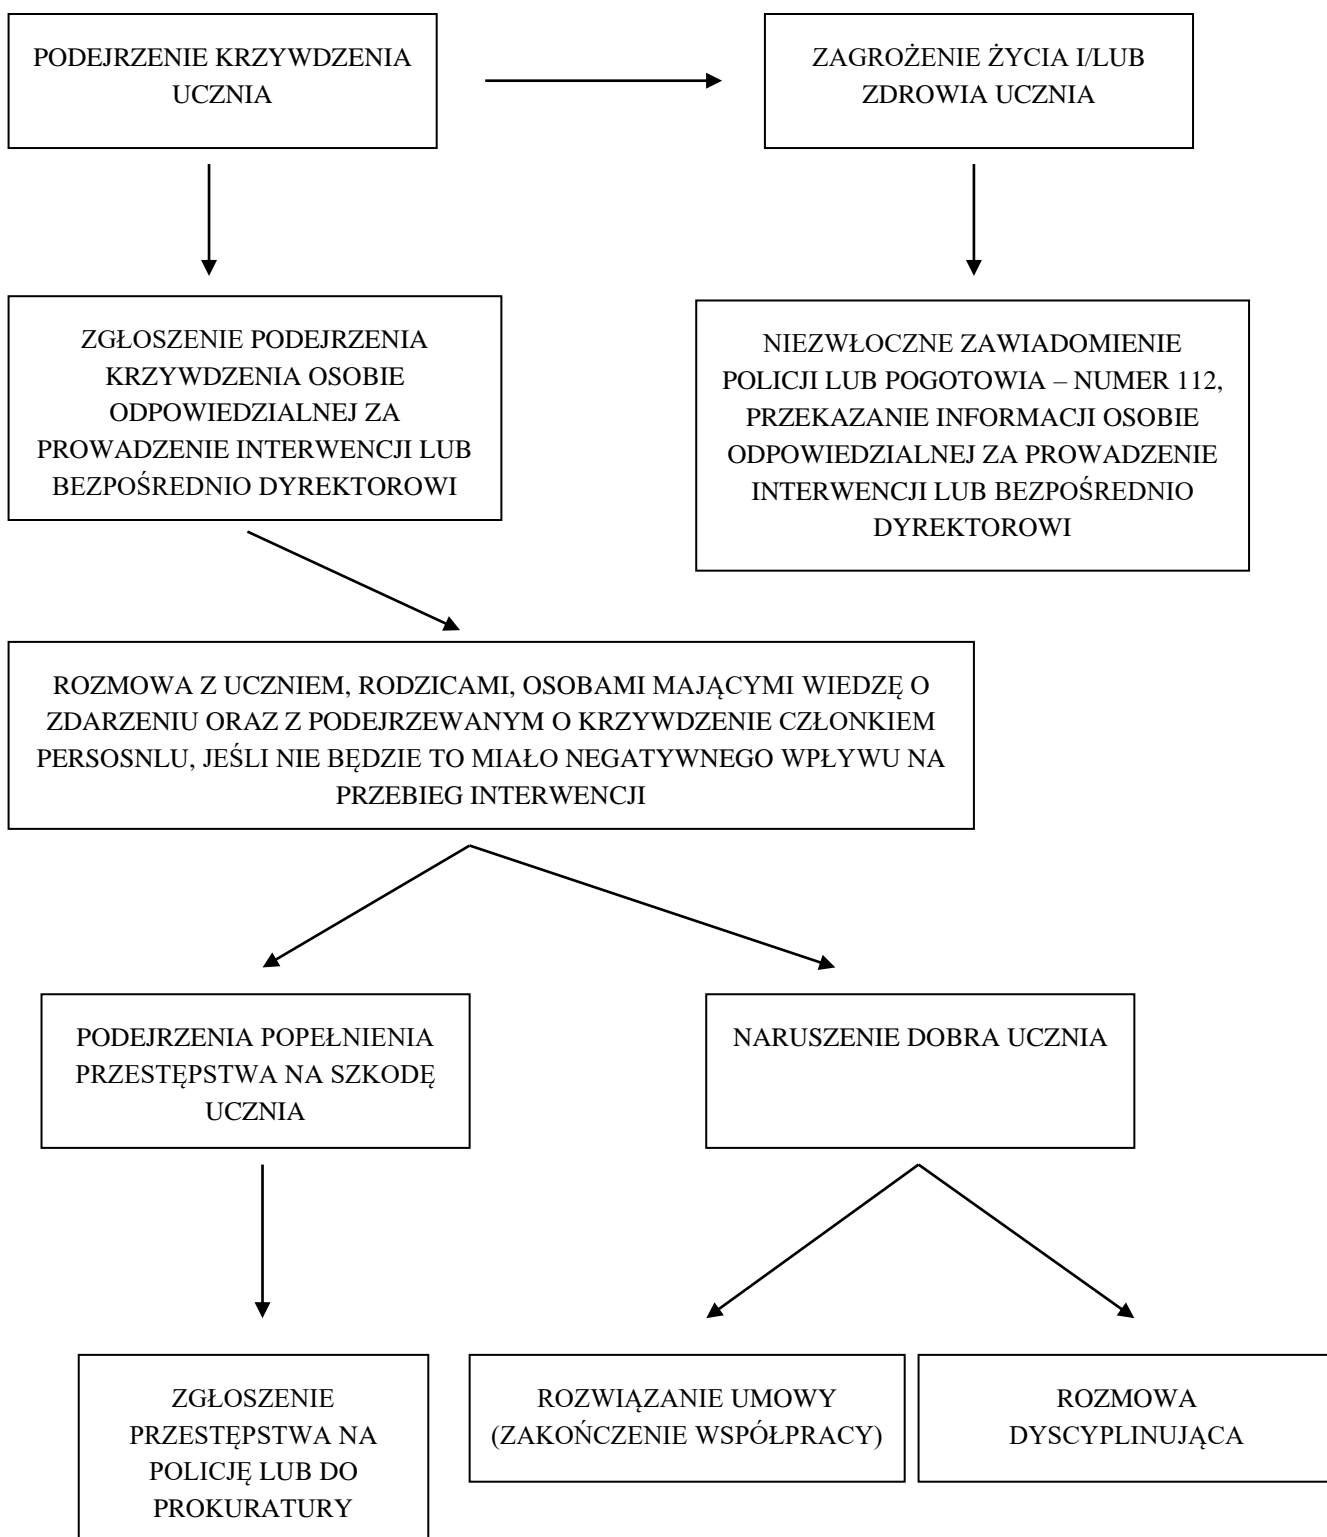 PODEJRZENIE KRZYWDZENIA
UCZNIA
ZAGROŻENIE ŻYCIA I/LUB
ZDROWIA UCZNIA
ZGŁOSZENIE PODEJRZENIA
KRZYWDZENIA OSOBIE
ODPOWIEDZIALNEJ ZA
PROWADZENIE INTERWENCJI LUB
BEZPOŚREDNIO DYREKTOROWI
NIEZWŁOCZNE ZAWIADOMIENIE
POLICJI LUB POGOTOWIA – NUMER 112,
PRZEKAZANIE INFORMACJI OSOBIE
ODPOWIEDZIALNEJ ZA PROWADZENIE
INTERWENCJI LUB BEZPOŚREDNIO
DYREKTOROWI
ROZMOWA Z UCZNIEM, RODZICAMI, OSOBAMI MAJĄCYMI WIEDZĘ O
ZDARZENIU ORAZ Z PODEJRZEWANYM O KRZYWDZENIE CZŁONKIEM
PERSOSNLU, JEŚLI NIE BĘDZIE TO MIAŁO NEGATYWNEGO WPŁYWU NA
PRZEBIEG INTERWENCJI
PODEJRZENIA POPEŁNIENIA
PRZESTĘPSTWA NA SZKODĘ
UCZNIA
NARUSZENIE DOBRA UCZNIA
ZGŁOSZENIE
PRZESTĘPSTWA NA
POLICJĘ LUB DO
PROKURATURY
ROZWIĄZANIE UMOWY
(ZAKOŃCZENIE WSPÓŁPRACY)
ROZMOWA
DYSCYPLINUJĄCA